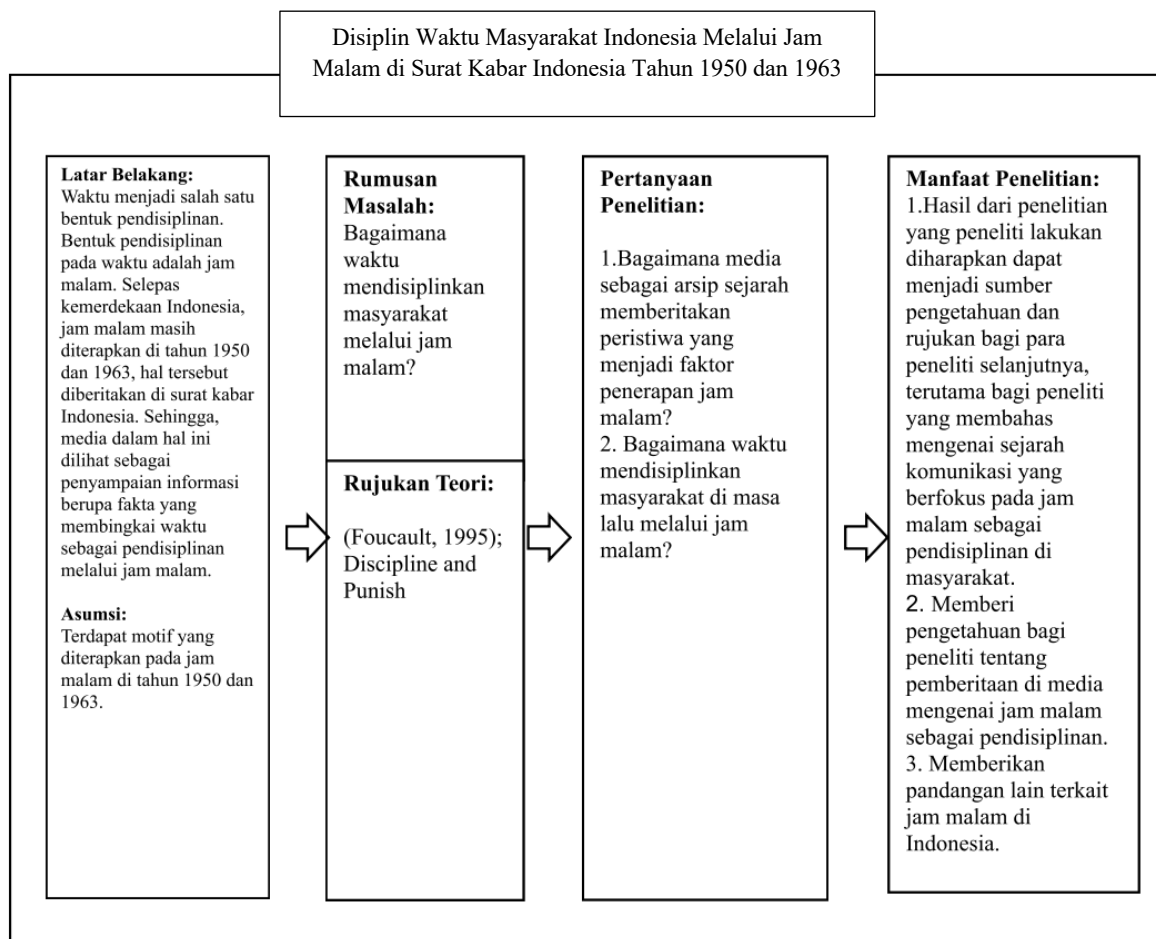 Disiplin Waktu Masyarakat Indonesia Melalui Jam
Malam di Surat Kabar Indonesia Tahun 1950 dan 1963
Latar Belakang:
Waktu menjadi salah satu
bentuk pendisiplinan.
Bentuk pendisiplinan
pada waktu adalah jam
malam. Selepas
kemerdekaan Indonesia,
jam malam masih
diterapkan di tahun 1950
dan 1963, hal tersebut
diberitakan di surat kabar
Indonesia. Sehingga,
media dalam hal ini
dilihat sebagai
penyampaian informasi
berupa fakta yang
membingkai waktu
sebagai pendisiplinan
melalui jam malam.
Asumsi:
Terdapat motif yang
diterapkan pada jam
malam di tahun 1950 dan
1963.
Rumusan
Masalah:
Bagaimana
waktu
mendisiplinkan
masyarakat
melalui jam
malam?
Rujukan Teori:
(Foucault, 1995);
Discipline and
Punish
Pertanyaan
Penelitian:
1.Bagaimana media
sebagai arsip sejarah
memberitakan
peristiwa yang
menjadi faktor
penerapan jam
malam?
2. Bagaimana waktu
mendisiplinkan
masyarakat di masa
lalu melalui jam
malam?
Manfaat Penelitian:
1.Hasil dari penelitian
yang peneliti lakukan
diharapkan dapat
menjadi sumber
pengetahuan dan
rujukan bagi para
peneliti selanjutnya,
terutama bagi peneliti
yang membahas
mengenai sejarah
komunikasi yang
berfokus pada jam
malam sebagai
pendisiplinan di
masyarakat.
2. Memberi
pengetahuan bagi
peneliti tentang
pemberitaan di media
mengenai jam malam
sebagai pendisiplinan.
3. Memberikan
pandangan lain terkait
jam malam di
Indonesia.